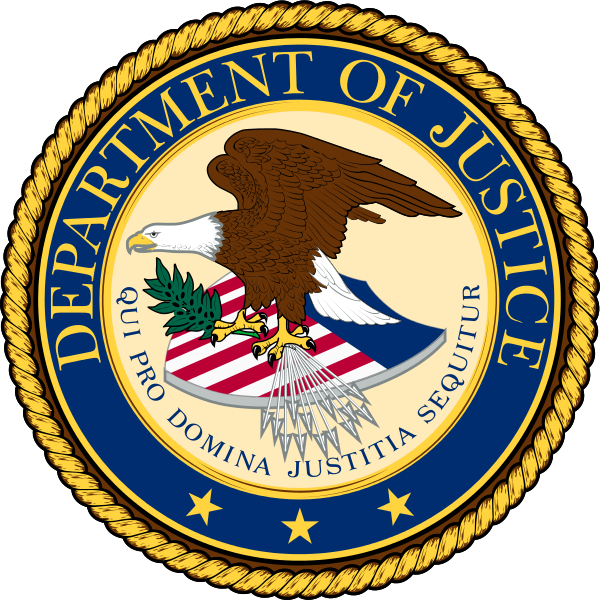 DEPARTMENT OF JUSTICE
QUI PRO DOMINA JUSTITIA SEQUITUR